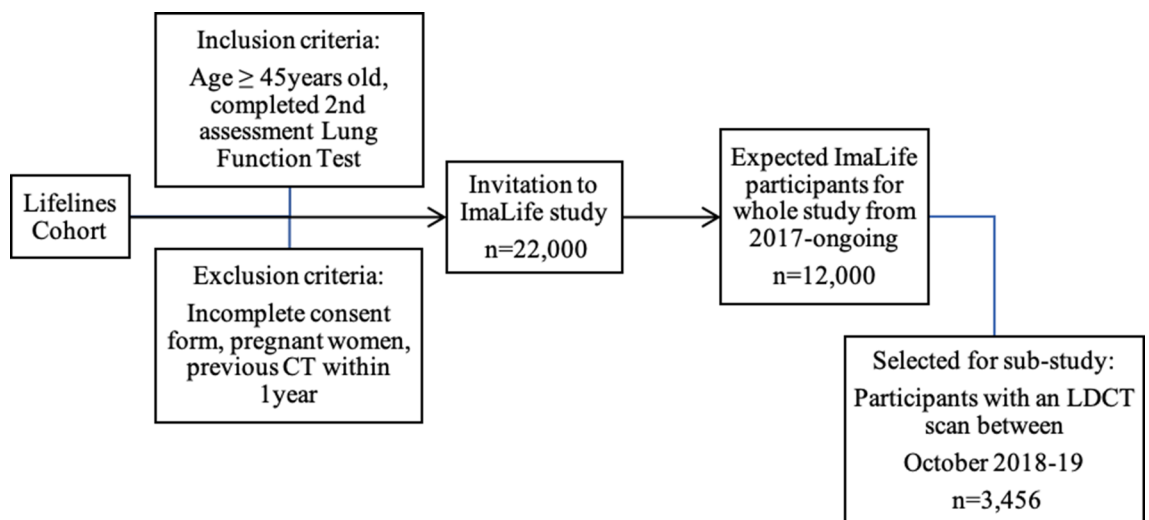 Lifelines
Cohort
Inclusion criteria:
Age ≥ 45years old,
completed 2nd
assessment Lung
Function Test
Exclusion criteria:
Incomplete consent
form, pregnant women,
previous CT within
1year
Invitation to
ImaLife study
n=22,000
Expected ImaLife
participants for
whole study from
2017-ongoing
n=12,000
Selected for sub-study:
Participants with an LDCT
scan between
October 2018-19
n=3,456